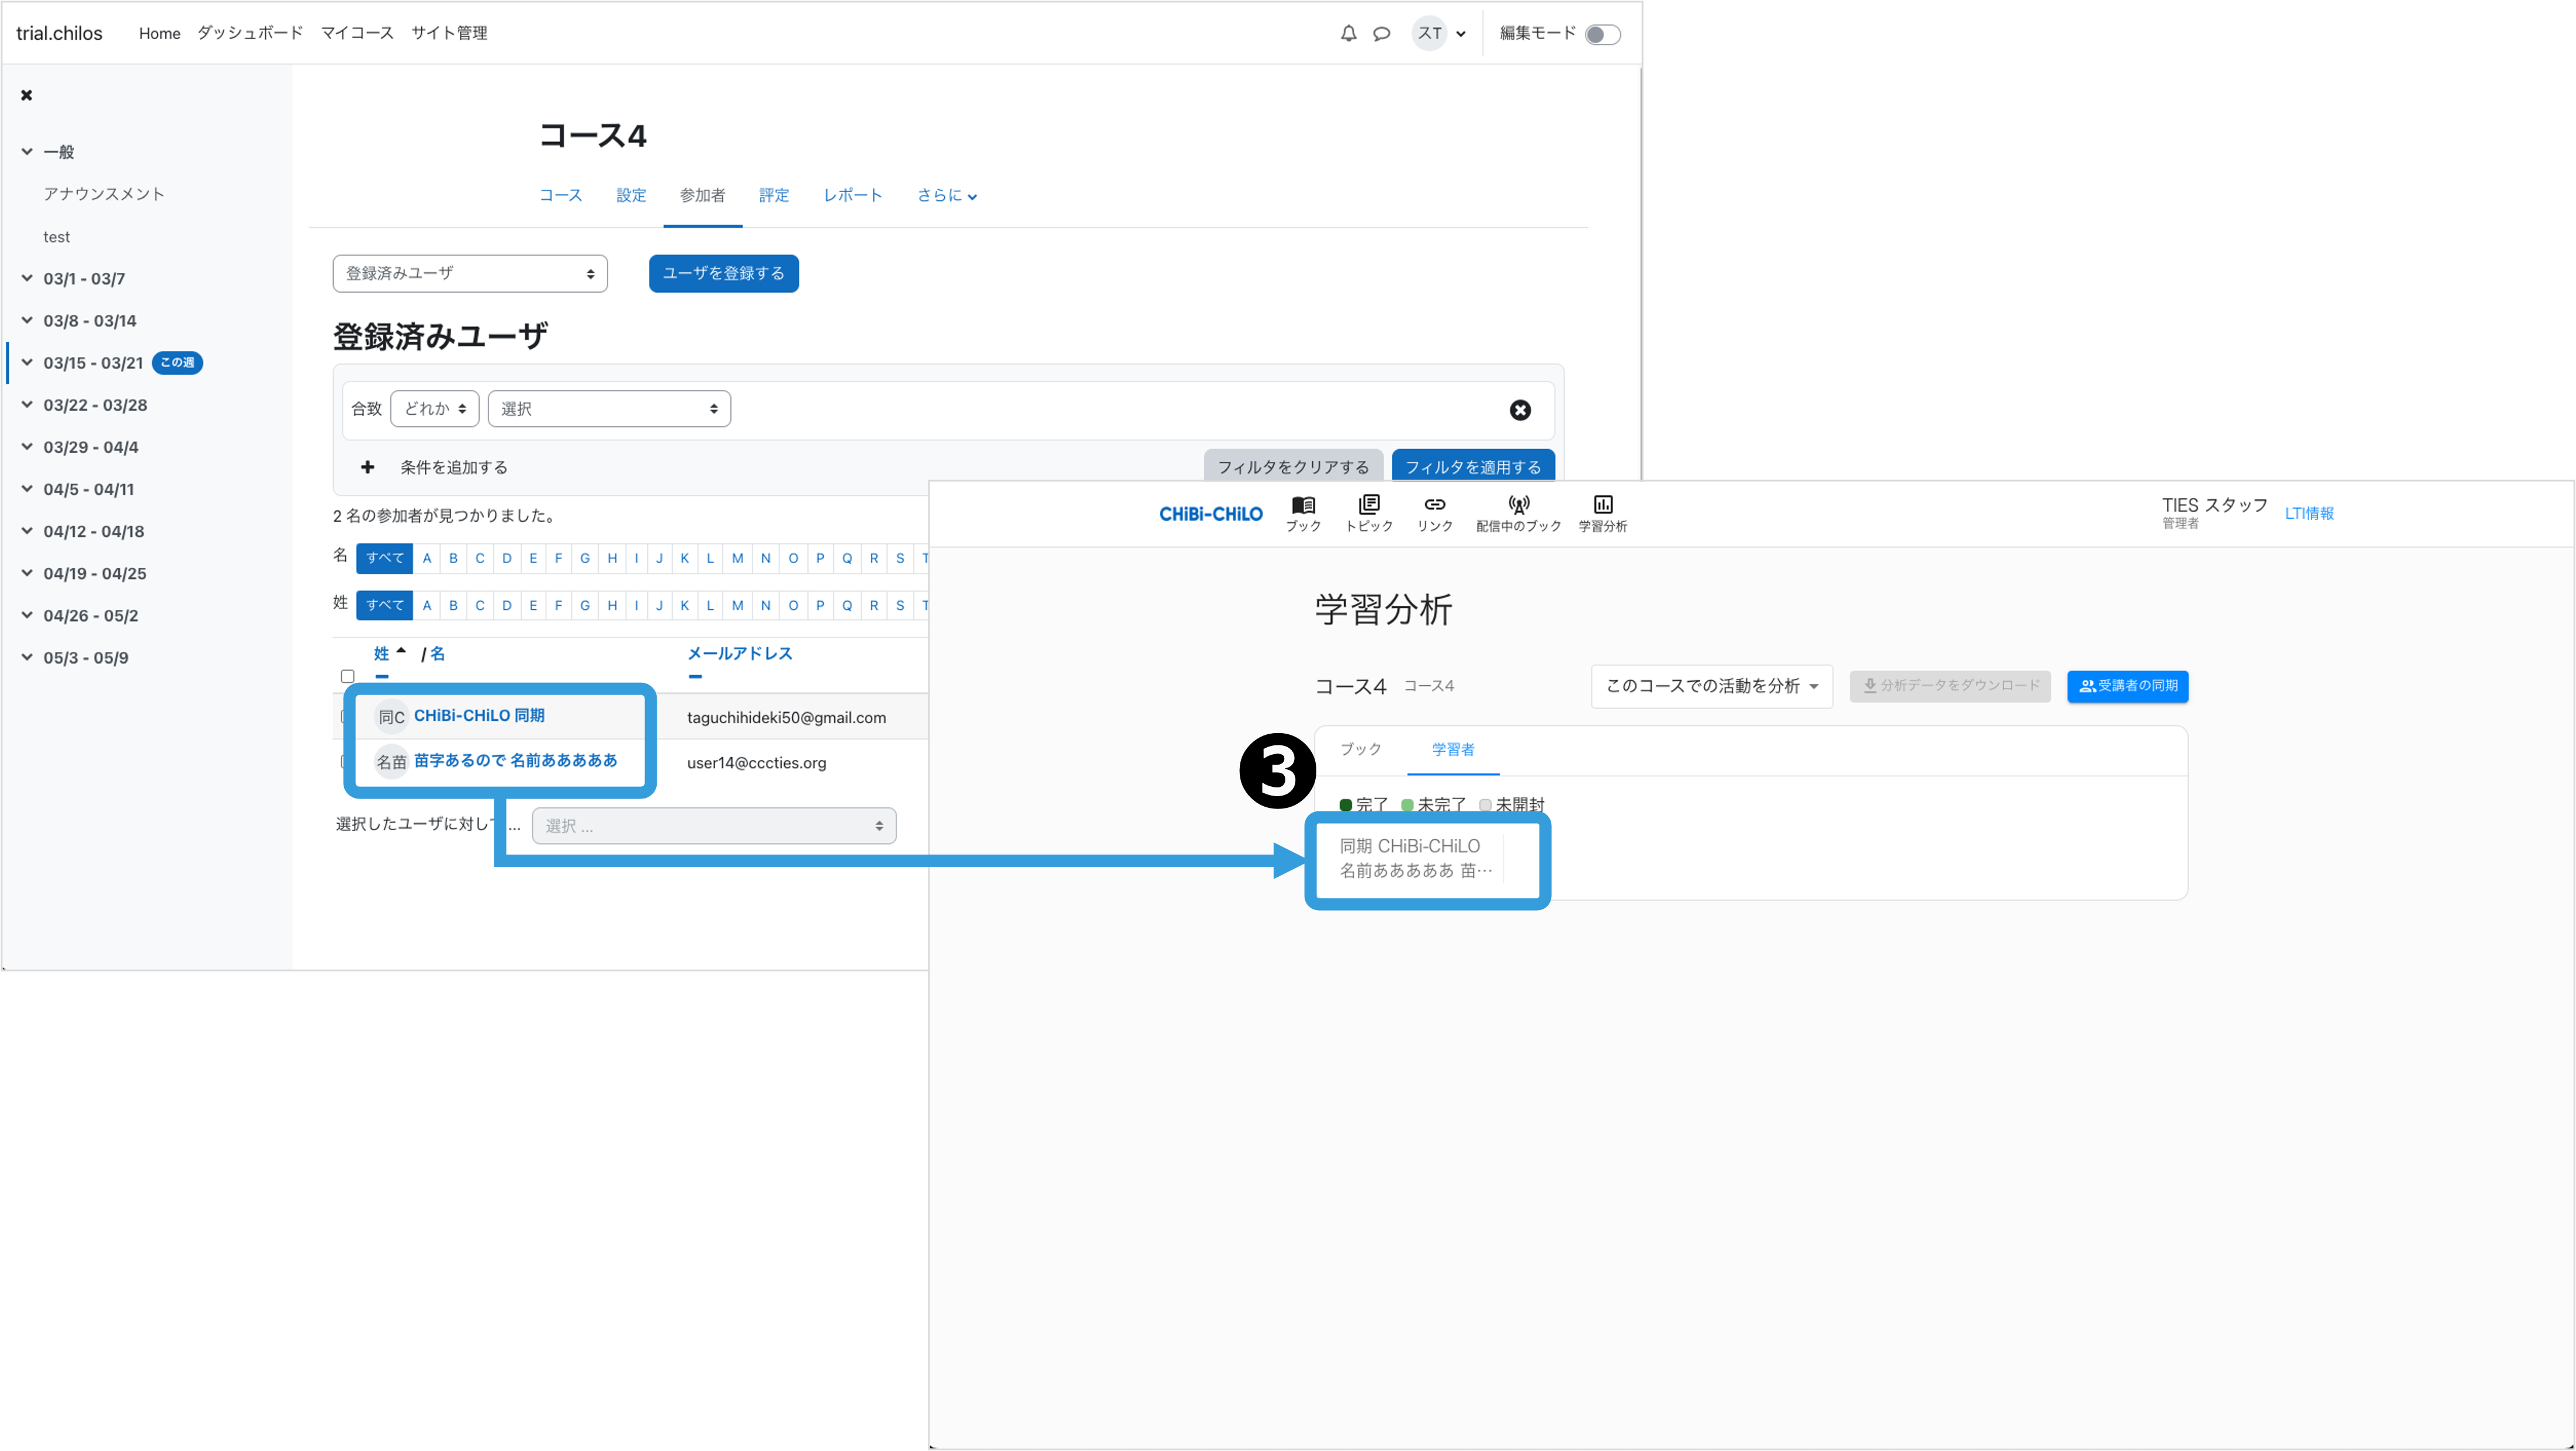 trial.chilos Home ダッシュボード マイコース サイト管理 スT 編集モード
一般
アナウンスメント
test
03/1 - 03/7
03/8 - 03/14
03/15 - 03/21 この週
03/22 - 03/28
03/29 - 04/4
04/5 - 04/11
04/12 - 04/18
04/19 - 04/25
04/26 - 05/2
05/3 - 05/9
コース4
コース 設定 参加者 評定 レポート さらに
登録済みユーザ ユーザを登録する
登録済みユーザ
合致 どれか 選択
条件を追加する フィルタをクリアする フィルタを適用する
2 名の参加者が見つかりました。
名 すべて A B C D E F G H I J K L M N O P Q R S T
姓 すべて A B C D E F G H I J K L M N O P Q R S T
姓 / 名 メールアドレス
同C CHiBi-CHiLO 同期 taguchihideki50@gmail.com
名苗 苗字あるので 名前あああああ user14@cccties.org
選択したユーザに対して ... 選択 ...
CHiBi-CHiLO ブック トピック リンク 配信中のブック 学習分析 TIES スタッフ LTI情報
管理者
学習分析
コース4 コース4 このコースでの活動を分析 分析データをダウンロード 受講者の同期
3
ブック 学習者
完了 未完了 未開封
同期 CHiBi-CHiLO
名前あああああ 苗…